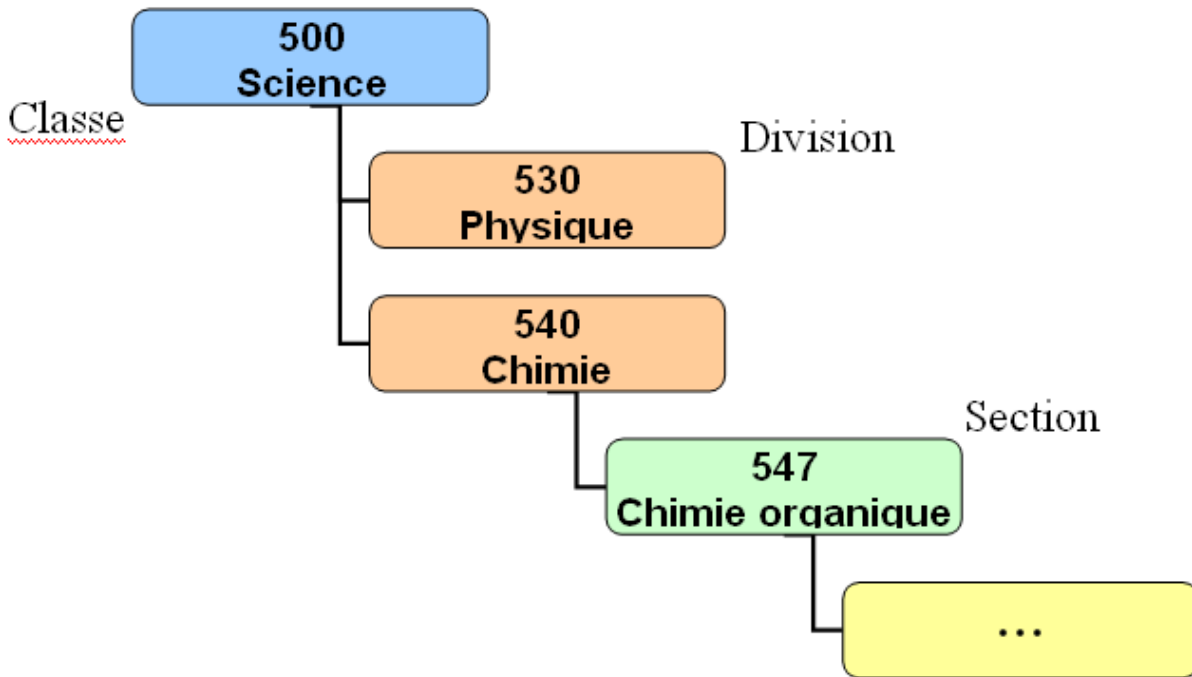 500
Science
Classe
Division
530
Physique
540
Chimie
Section
547
Chimie organique
...